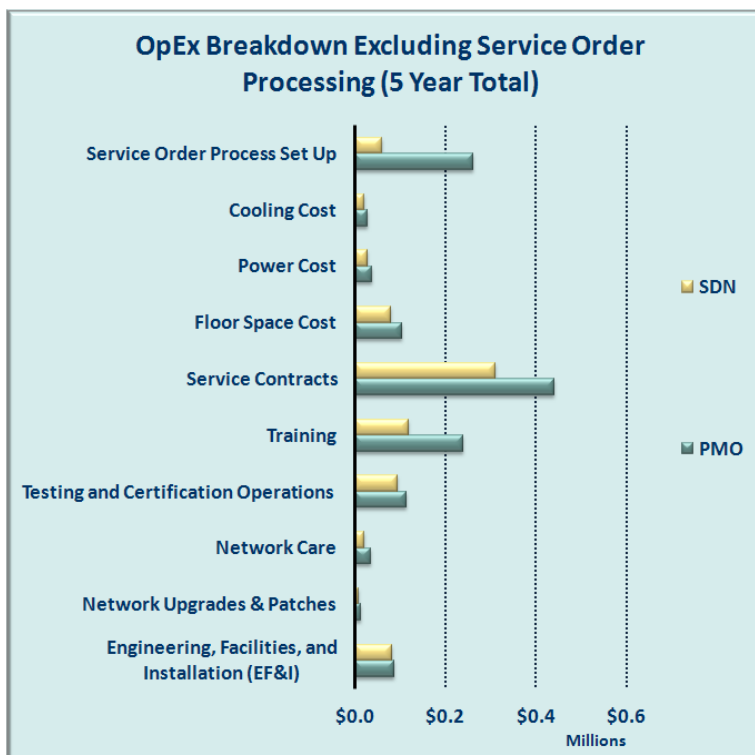 OpEx Breakdown Excluding Service Order
Processing (5 Year Total)
Service Order Process Set Up
Cooling Cost
Power Cost
Floor Space Cost
Service Contracts
Training
Testing and Certification Operations
Network Care
Network Upgrades & Patches
Engineering, Facilities, and
Installation (EF&I)
SDN
PMO
$0.0 $0.2 $0.4 $0.6
Millions